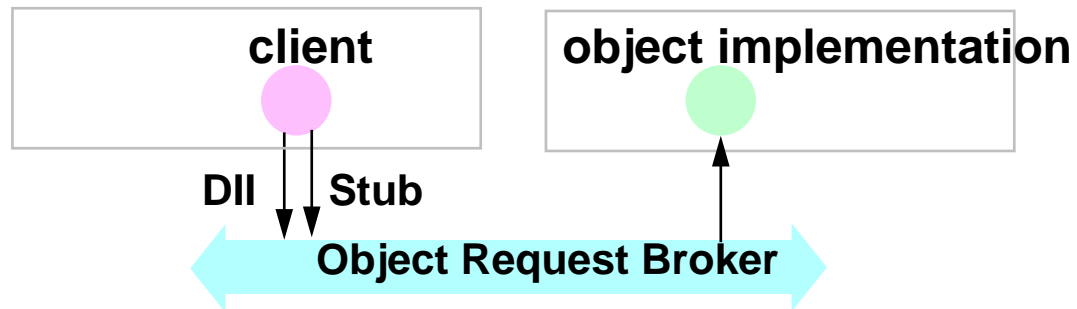 client
object implementation
DII
Stub
Object Request Broker